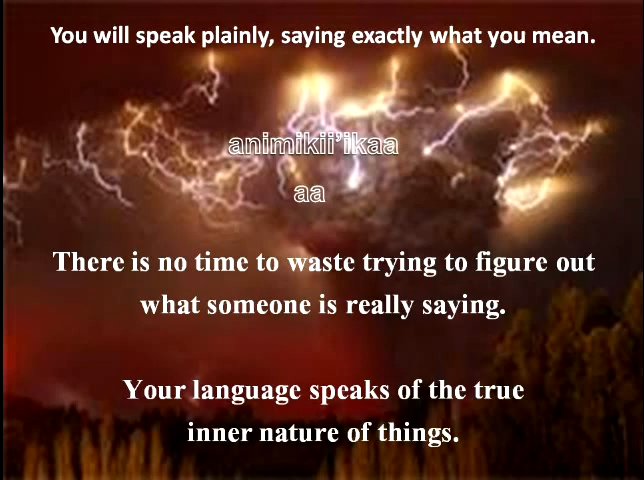 You will speak plainly, saying exactly what you mean.
animikii'ikaa
aa
There is no time to waste trying to figure out
what someone is really saying.
Your language speaks of the true
inner nature of things.